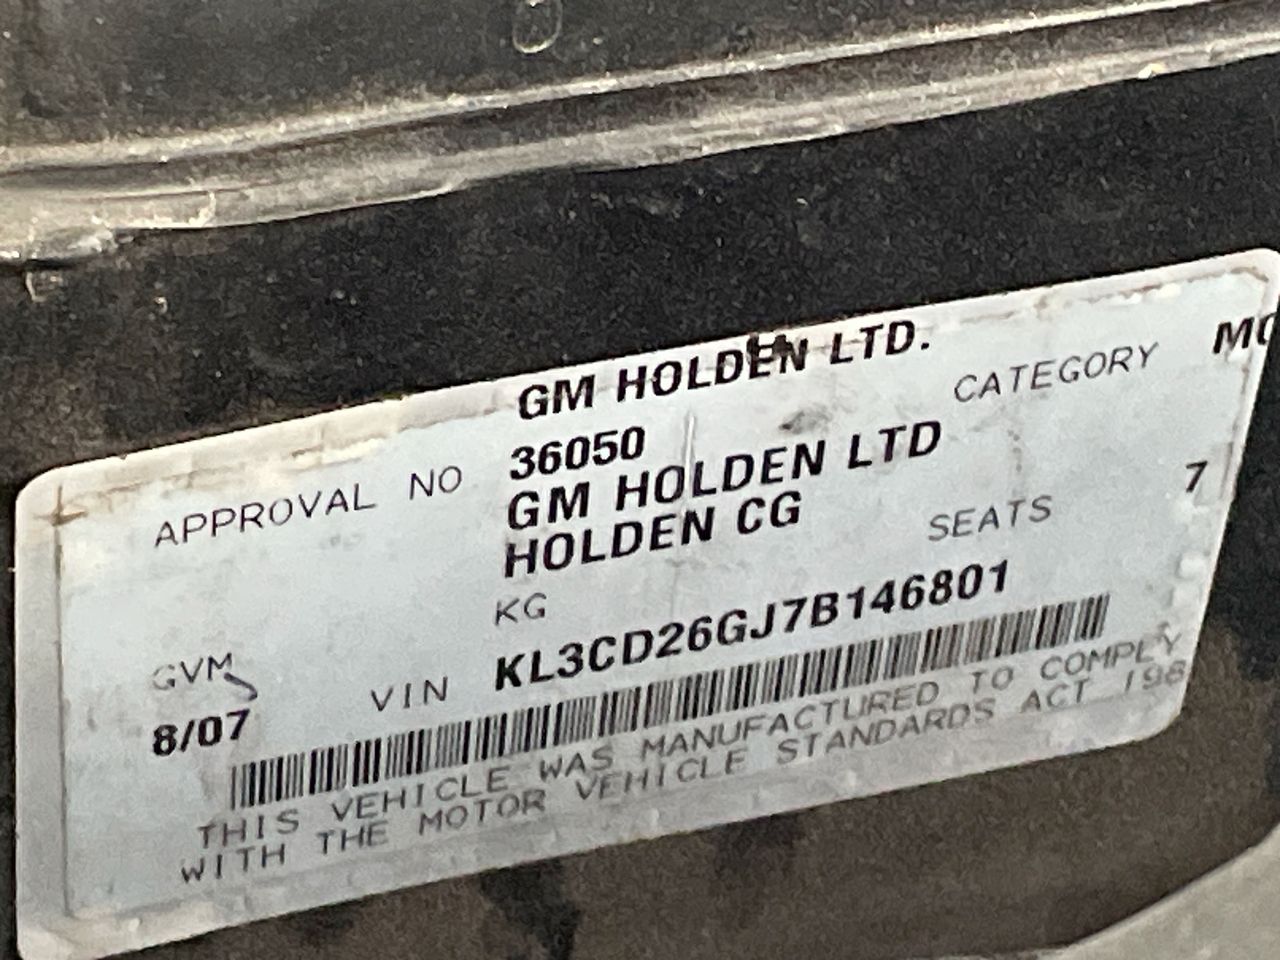 GM HOLDEN LTD.
APPROVAL NO 36050 CATEGORY
GM HOLDEN LTD
HOLDEN CG SEATS 7
GVM KG
8/07 VIN KL3CD26GJ7B146801
THIS VEHICLE WAS MANUFACTURED TO COMPLY
WITH THE MOTOR VEHICLE STANDARDS ACT